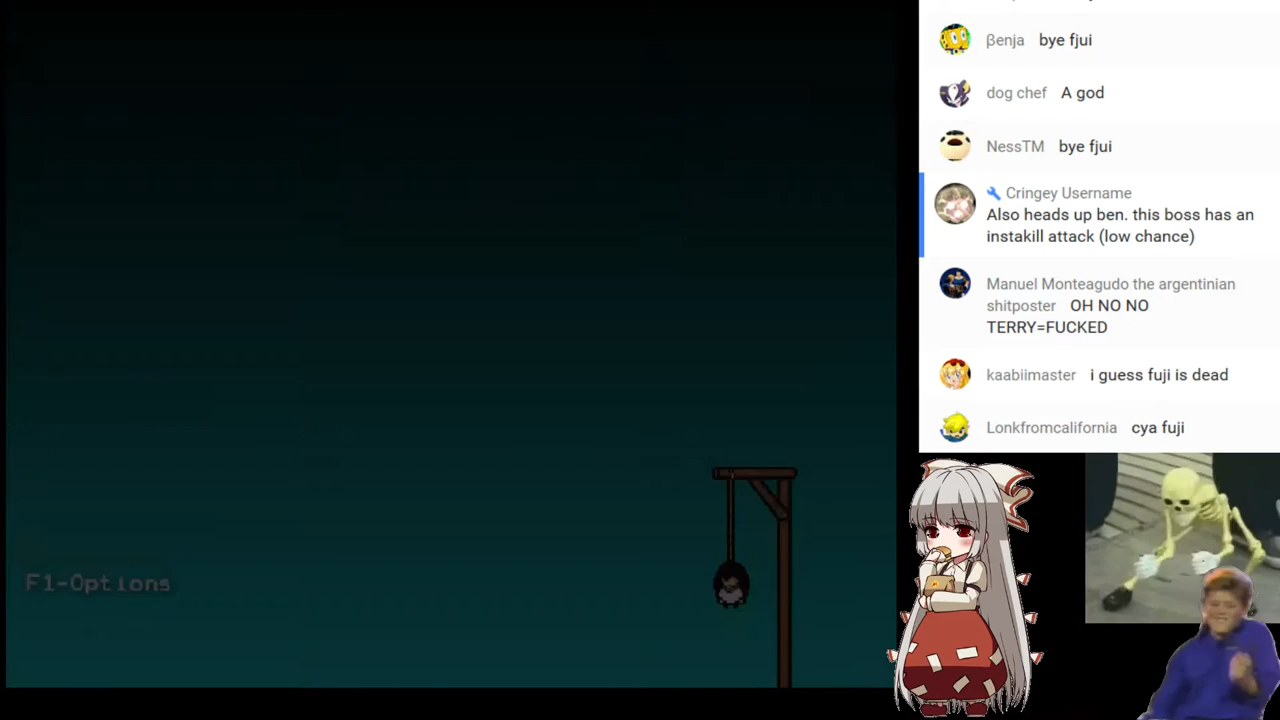 βenja bye fjui
dog chef A god
NessTM bye fjui
Cringey Username
Also heads up ben. this boss has an
instakill attack (low chance)
Manuel Monteagudo the argentinian
shitposter OH NO NO
TERRY=FUCKED
kaabiimaster i guess fuji is dead
Lonkfromcalifornia cya fuji
F1-Options